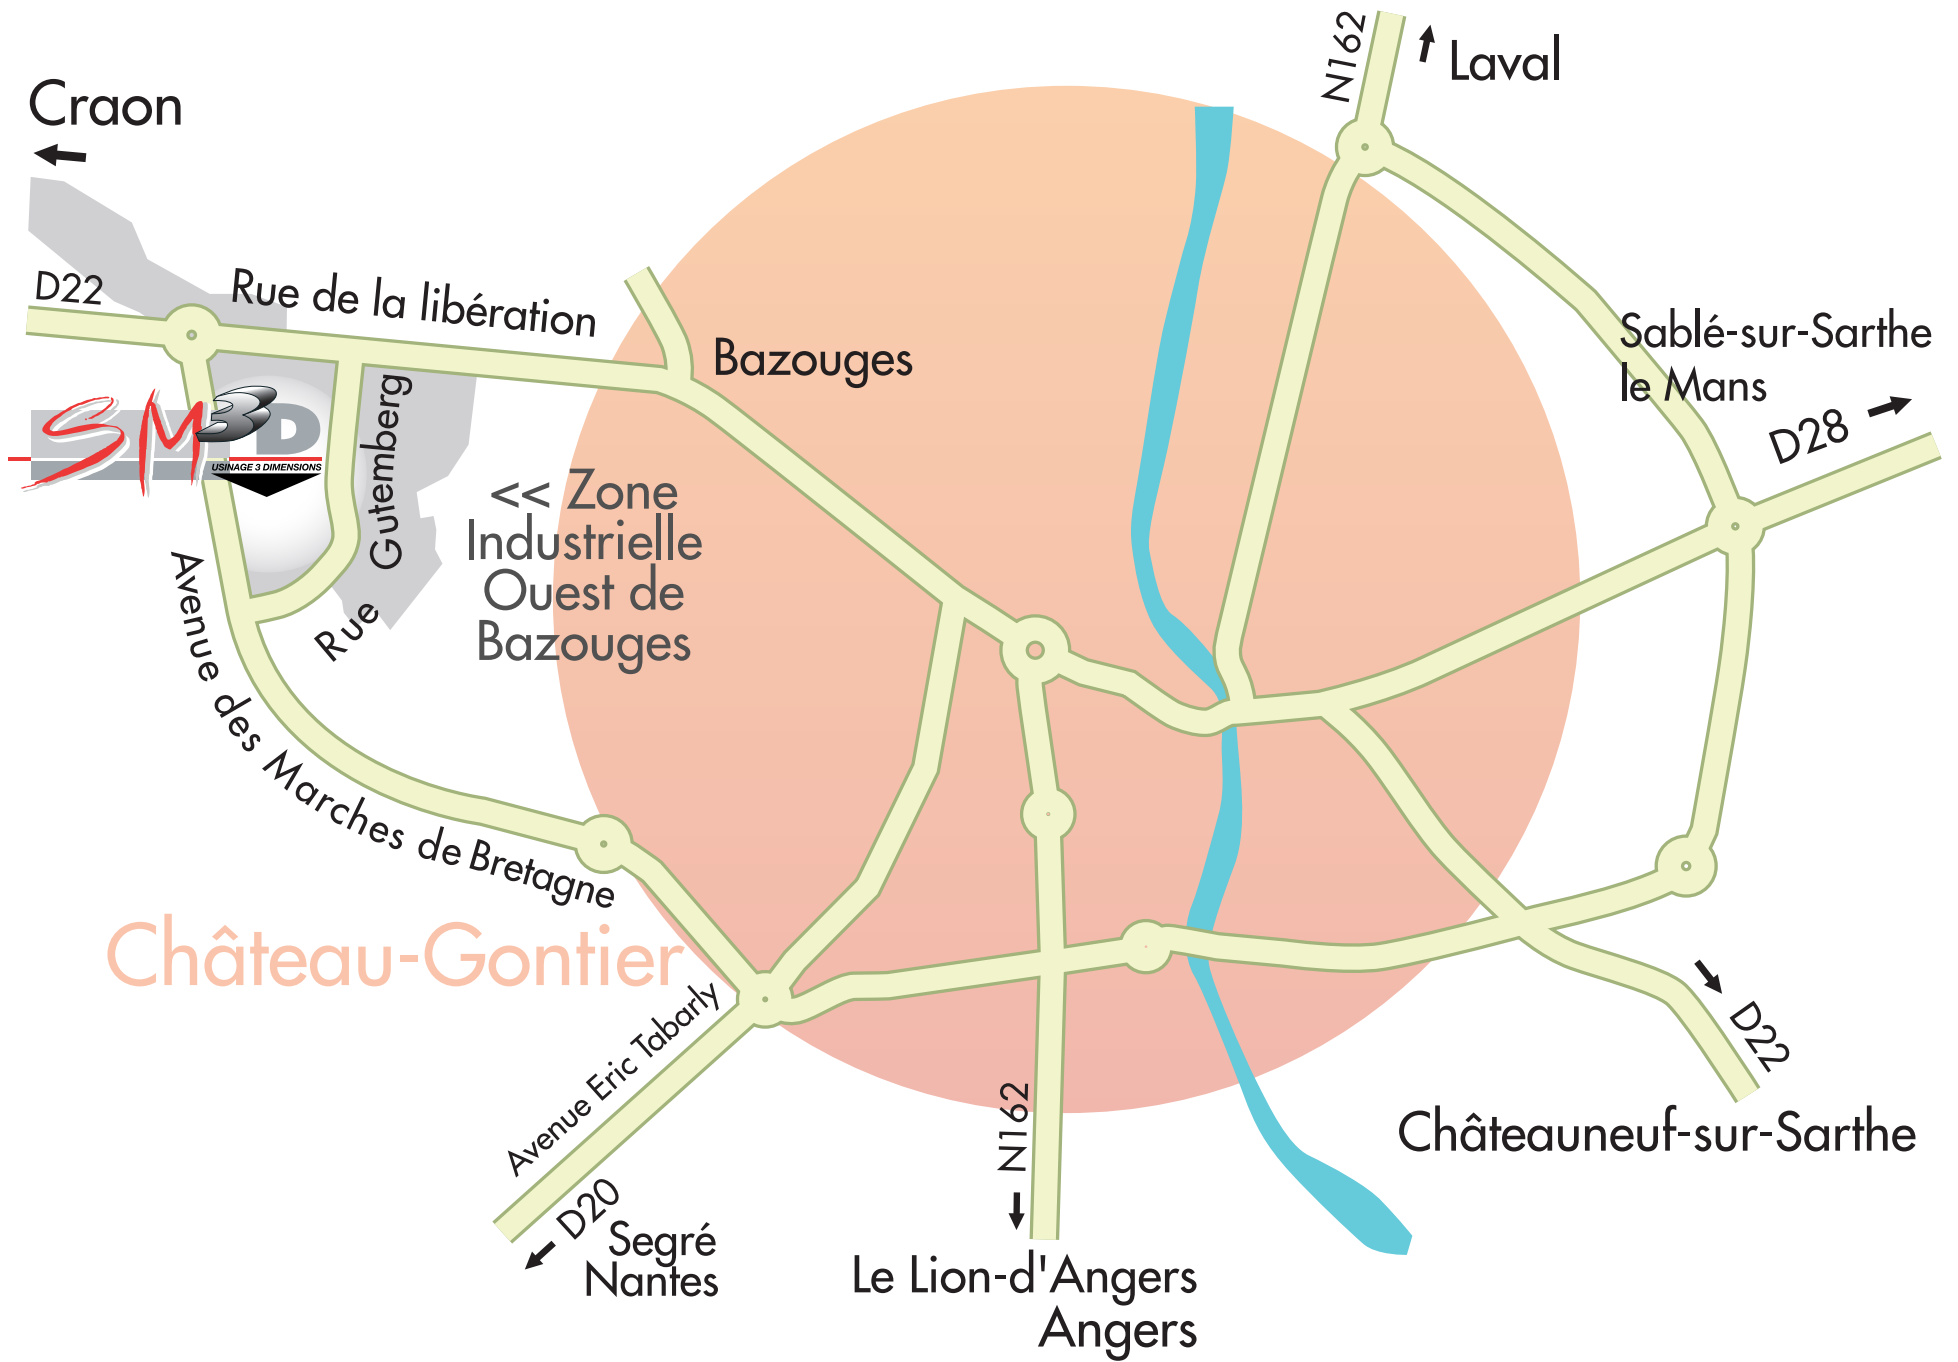 N162
Laval
Craon
D22
Rue de la libération
Bazouges
Sablé-sur-Sarthe
le Mans
D28
SM3D
USINAGE 3 DIMENSIONS
Rue Gutemberg
<< Zone
Industrielle
Ouest de
Bazouges
Avenue des Marches de Bretagne
Château-Gontier
Avenue Eric Tabarly
D22
Châteauneuf-sur-Sarthe
N162
D20
Segré
Nantes
Le Lion-d'Angers
Angers